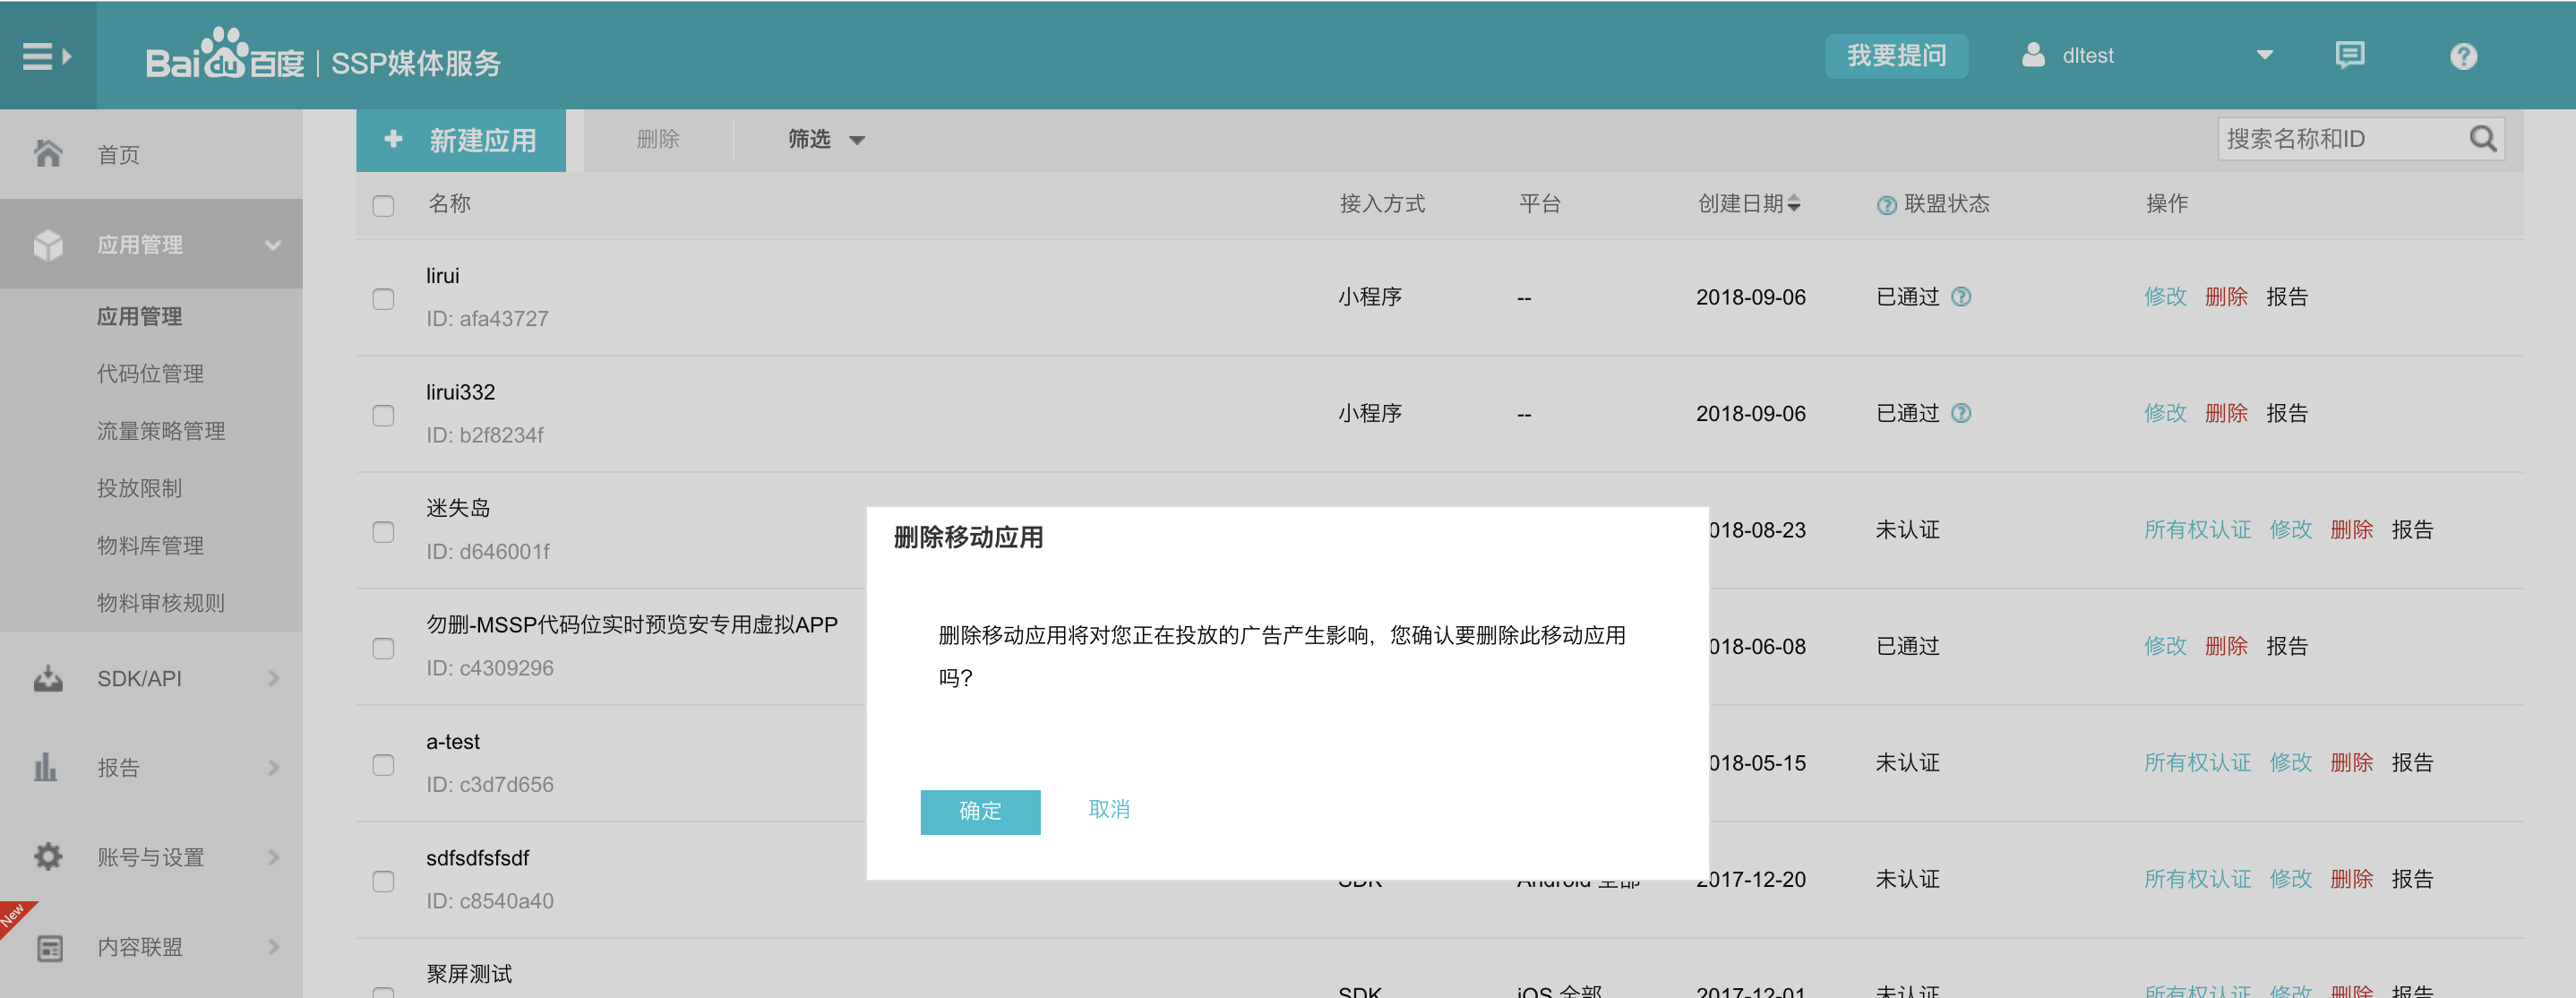 Bai du 百度 | SSP媒体服务
我要提问
dltest
首页
应用管理
应用管理
代码位管理
流量策略管理
投放限制
物料库管理
物料审核规则
SDK/API
报告
账号与设置
New
内容联盟
+ 新建应用 删除 筛选
搜索名称和ID
名称 接入方式 平台 创建日期 联盟状态 操作
lirui
ID: afa43727
小程序 -- 2018-09-06 已通过 修改 删除 报告
lirui332
ID: b2f8234f
小程序 -- 2018-09-06 已通过 修改 删除 报告
迷失岛
ID: d646001f
018-08-23 未认证 所有权认证 修改 删除 报告
勿删-MSSP代码位实时预览安专用虚拟APP
ID: c4309296
018-06-08 已通过 修改 删除 报告
a-test
ID: c3d7d656
018-05-15 未认证 所有权认证 修改 删除 报告
sdfsdfsfsdf
ID: c8540a40
SDK Android 全部 2017-12-20 未认证 所有权认证 修改 删除 报告
聚屏测试
SDK iOS 全部 2017-12-01 未认证 所有权认证 修改 删除 报告
删除移动应用
删除移动应用将对您正在投放的广告产生影响，您确认要删除此移动应用
吗？
确定 取消